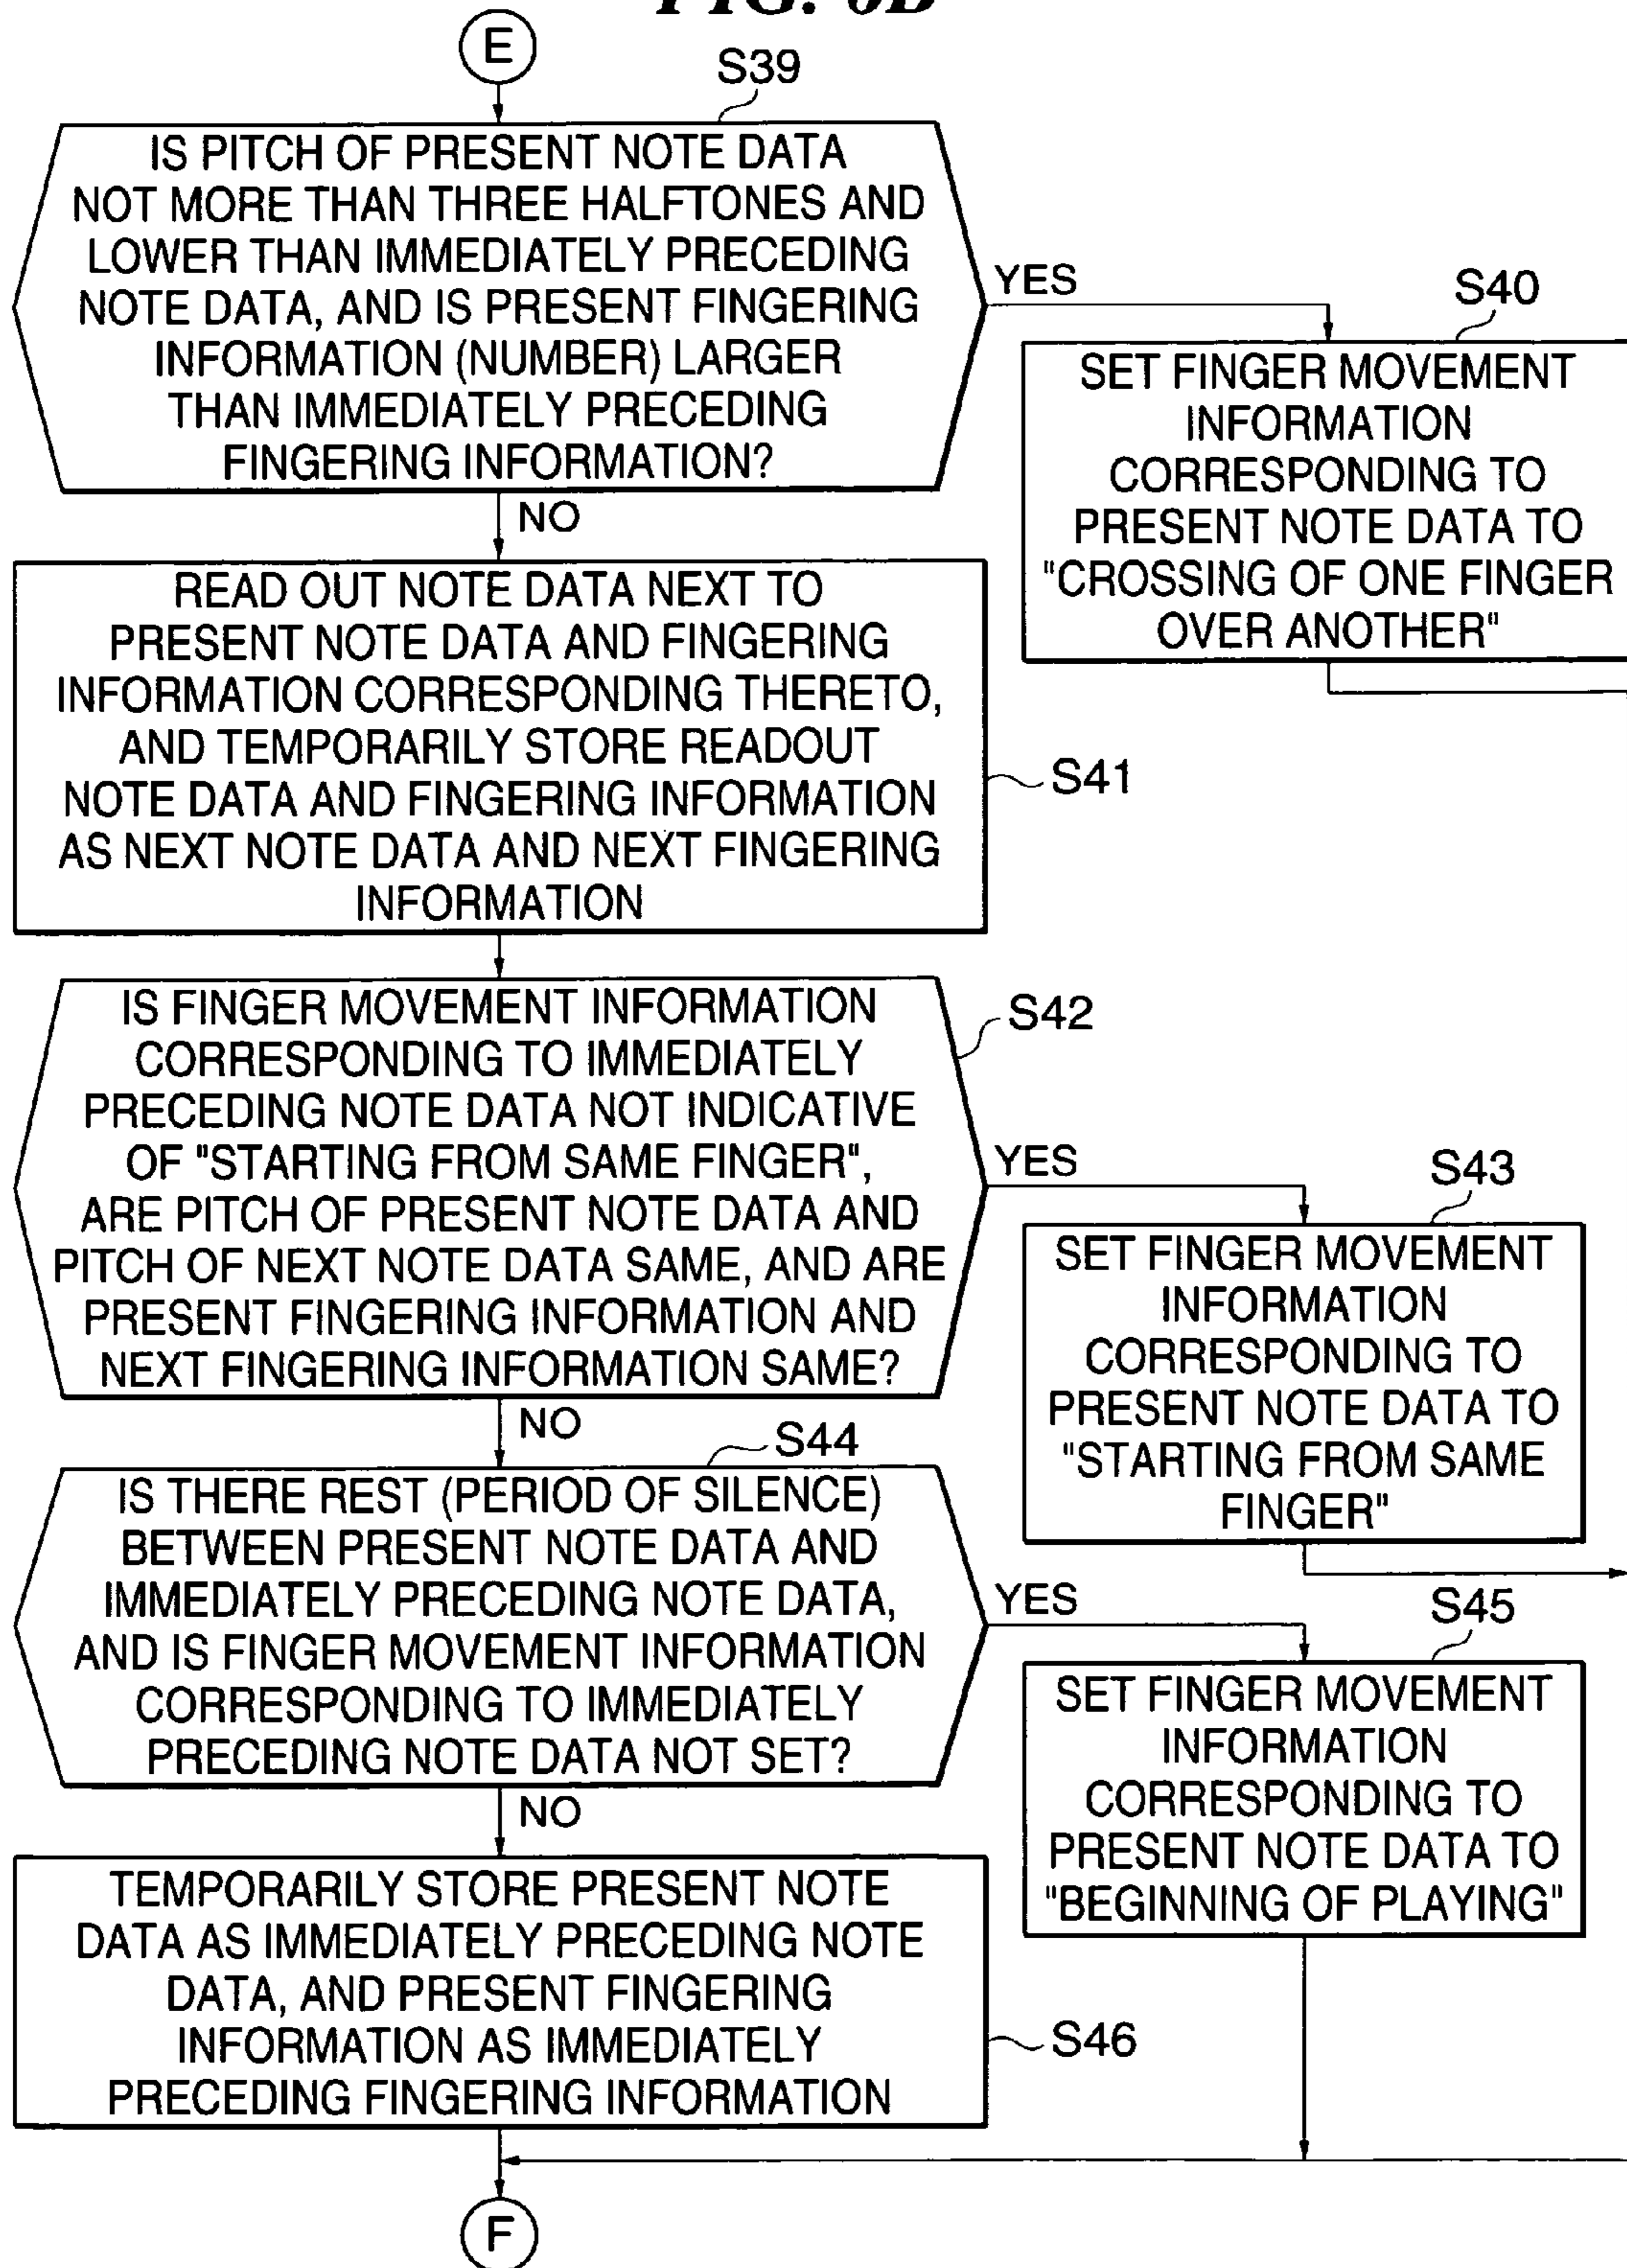 E
S39
IS PITCH OF PRESENT NOTE DATA
NOT MORE THAN THREE HALFTONES AND
LOWER THAN IMMEDIATELY PRECEDING
NOTE DATA, AND IS PRESENT FINGERING
INFORMATION (NUMBER) LARGER
THAN IMMEDIATELY PRECEDING
FINGERING INFORMATION?
YES
S40
SET FINGER MOVEMENT
INFORMATION
CORRESPONDING TO
PRESENT NOTE DATA TO
"CROSSING OF ONE FINGER
OVER ANOTHER"
NO
READ OUT NOTE DATA NEXT TO
PRESENT NOTE DATA AND FINGERING
INFORMATION CORRESPONDING THERETO,
AND TEMPORARILY STORE READOUT
NOTE DATA AND FINGERING INFORMATION
AS NEXT NOTE DATA AND NEXT FINGERING
INFORMATION
S41
IS FINGER MOVEMENT INFORMATION
CORRESPONDING TO IMMEDIATELY
PRECEDING NOTE DATA NOT INDICATIVE
OF "STARTING FROM SAME FINGER",
ARE PITCH OF PRESENT NOTE DATA AND
PITCH OF NEXT NOTE DATA SAME, AND ARE
PRESENT FINGERING INFORMATION AND
NEXT FINGERING INFORMATION SAME?
S42
YES
S43
SET FINGER MOVEMENT
INFORMATION
CORRESPONDING TO
PRESENT NOTE DATA TO
"STARTING FROM SAME
FINGER"
NO
S44
IS THERE REST (PERIOD OF SILENCE)
BETWEEN PRESENT NOTE DATA AND
IMMEDIATELY PRECEDING NOTE DATA,
AND IS FINGER MOVEMENT INFORMATION
CORRESPONDING TO IMMEDIATELY
PRECEDING NOTE DATA NOT SET?
YES
S45
SET FINGER MOVEMENT
INFORMATION
CORRESPONDING TO
PRESENT NOTE DATA TO
"BEGINNING OF PLAYING"
NO
TEMPORARILY STORE PRESENT NOTE
DATA AS IMMEDIATELY PRECEDING NOTE
DATA, AND PRESENT FINGERING
INFORMATION AS IMMEDIATELY
PRECEDING FINGERING INFORMATION
S46
F